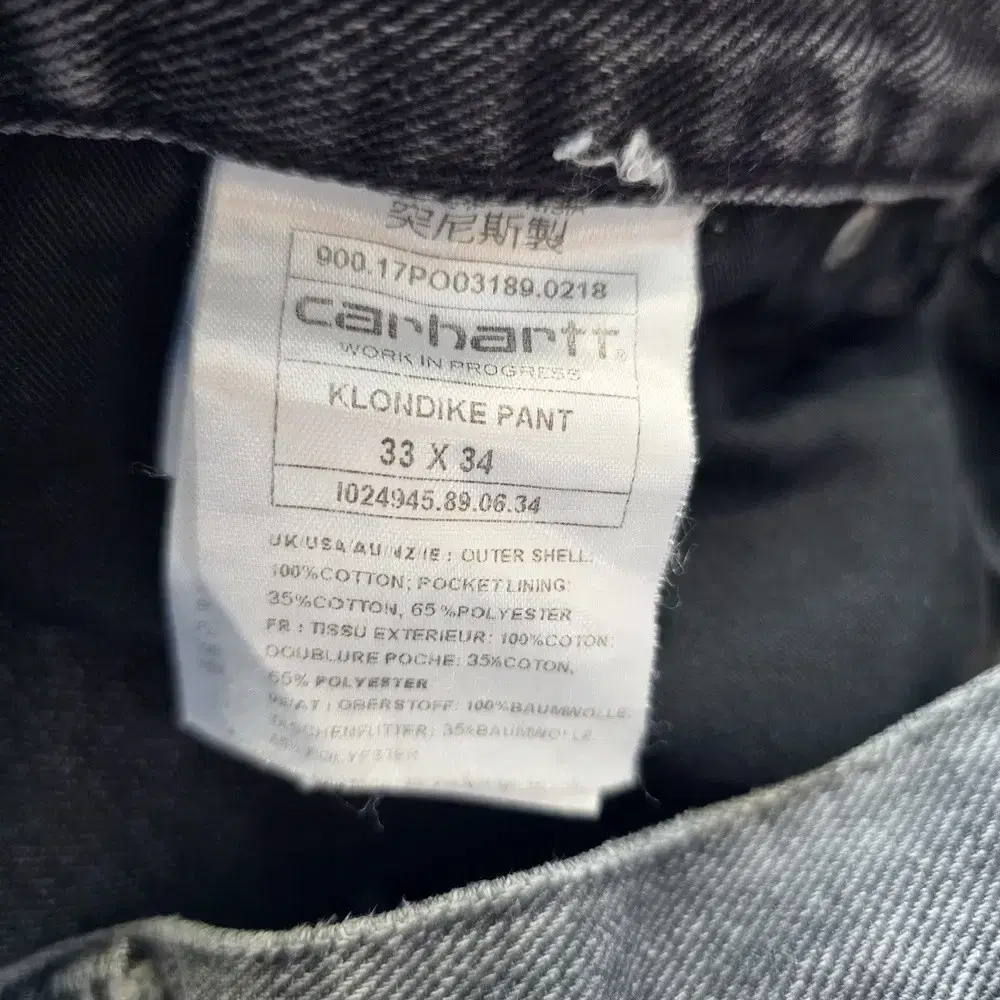 突尼斯製
900.17PO03189.0218
carhartt®
WORK IN PROGRESS
KLONDIKE PANT
33 X 34
I024945.89.06.34
UK/USA/AU/NZ/IE : OUTER SHELL:
100%COTTON; POCKET LINING:
35%COTTON, 65%POLYESTER
FR : TISSU EXTERIEUR: 100%COTON;
DOUBLURE POCHE: 35%COTON,
65% POLYESTER
OBERSTOFF: 100%BAUMWOLLE;
TASCHENFUTTER: 35%BAUMWOLLE,
65% POLYESTER